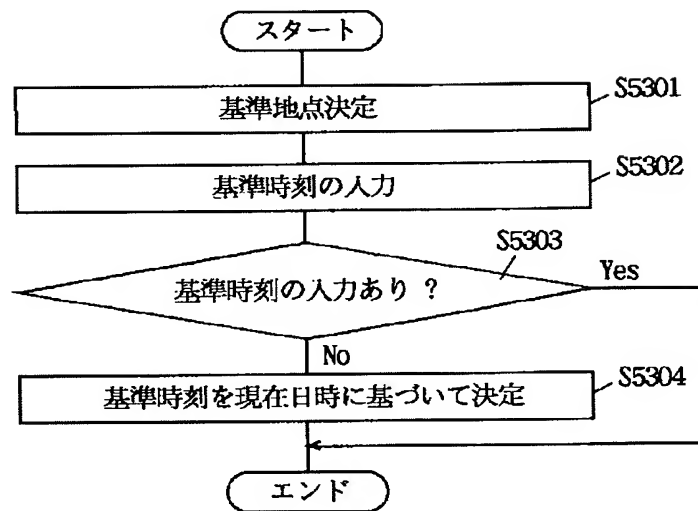 スタート
S5301
基準地点決定
S5302
基準時刻の入力
S5303
基準時刻の入力あり ?
Yes
No
S5304
基準時刻を現在日時に基づいて決定
エンド